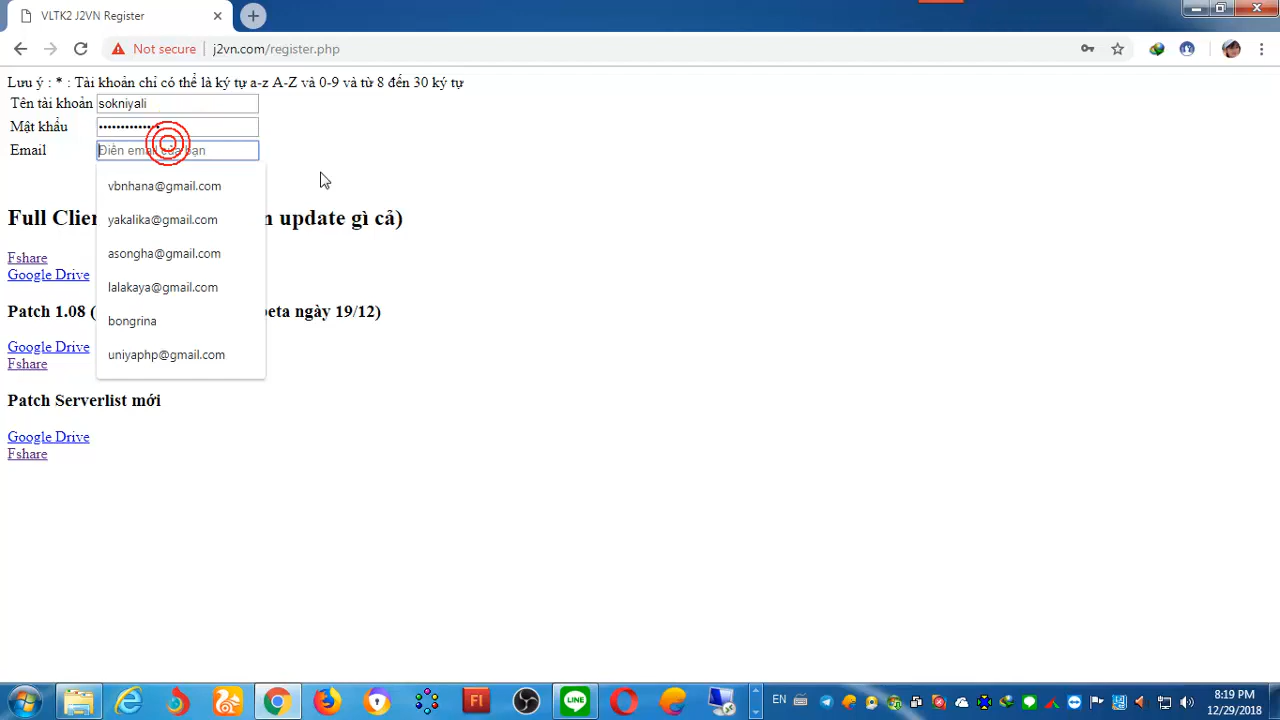 VLTK2 J2VN Register
Not secure j2vn.com/register.php
Lưu ý : * : Tài khoản chỉ có thể là ký tự a-z A-Z và 0-9 và từ 8 đến 30 ký tự
Tên tài khoản sokniyali
Mật khẩu ••••••••••••••
Email Điền email của bạn
vbnhana@gmail.com
Full Clien update gì cả)
yakalika@gmail.com
Fshare
asongha@gmail.com
Google Drive
lalakaya@gmail.com
Patch 1.08 ( beta ngày 19/12)
bongrina
Google Drive
uniyaphp@gmail.com
Fshare
Patch Serverlist mới
Google Drive
Fshare
EN
8:19 PM
12/29/2018